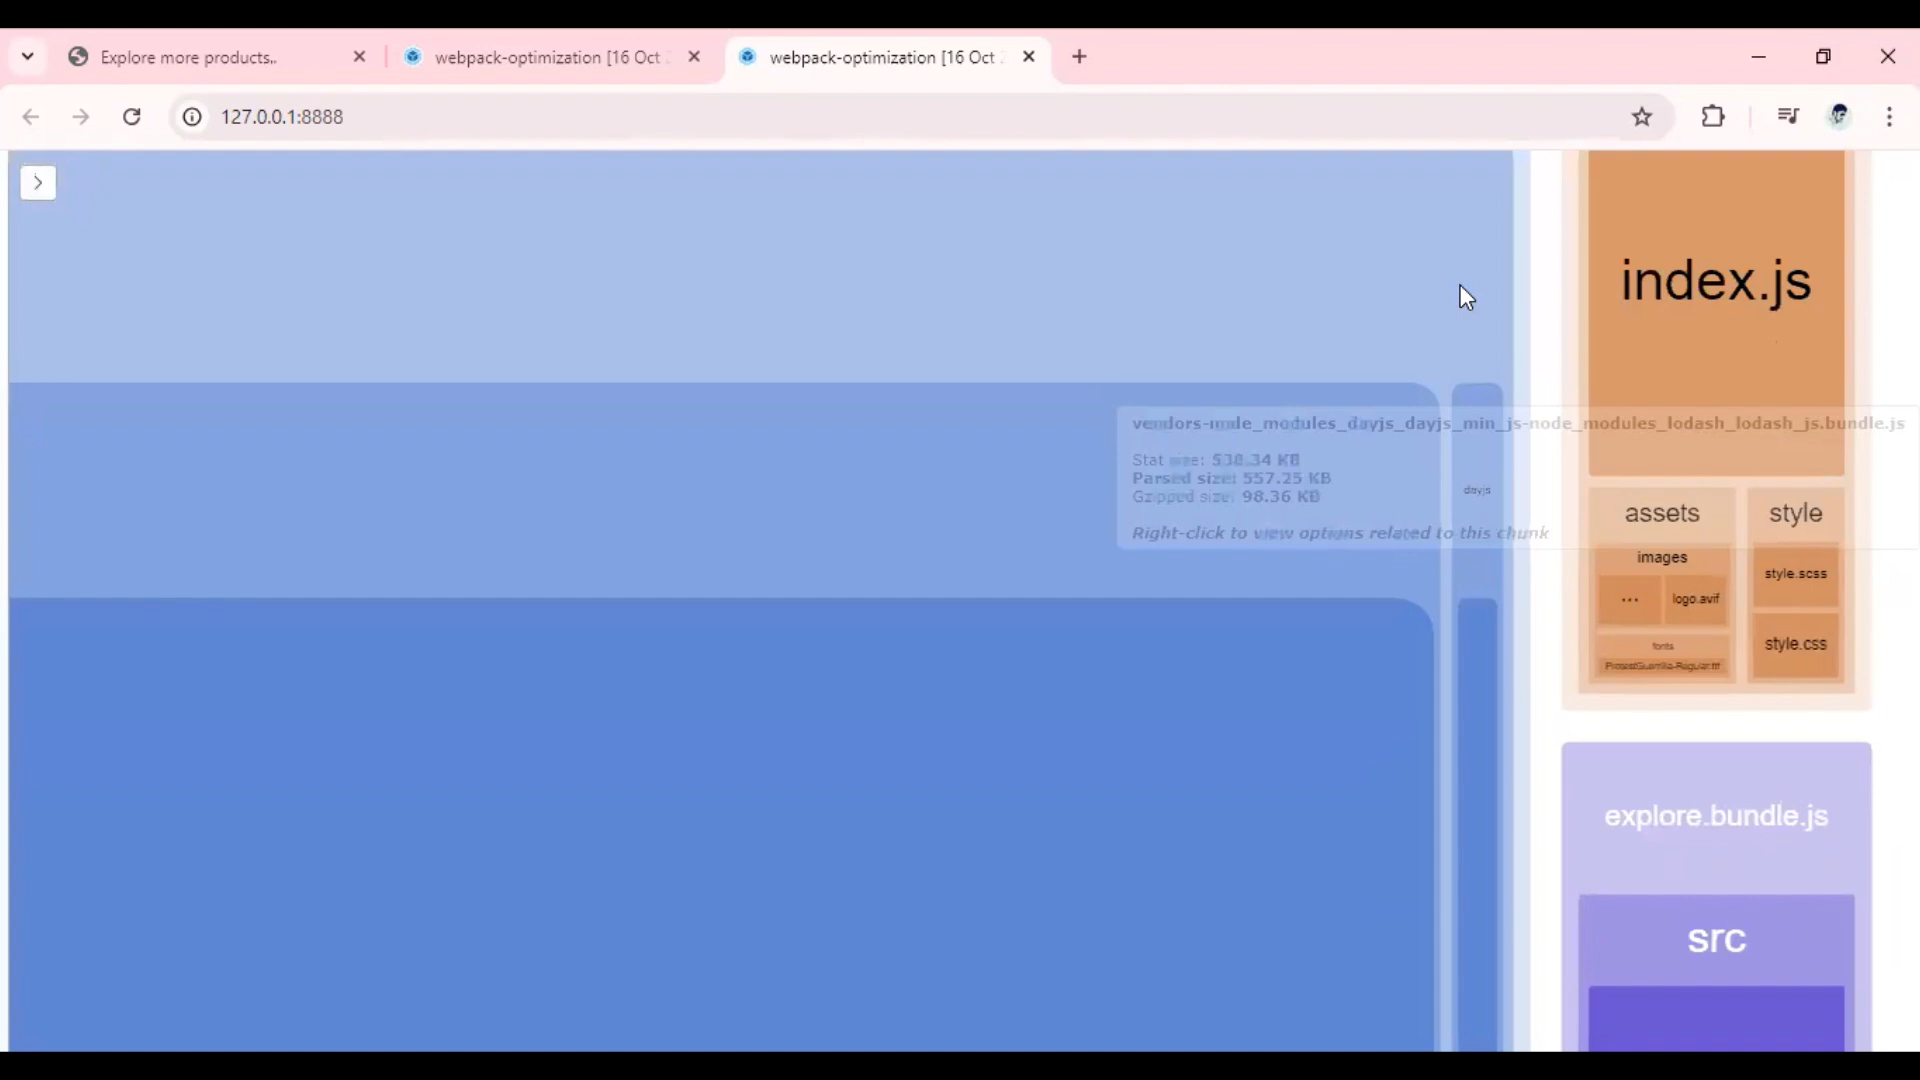 Explore more products..
webpack-optimization [16 Oct
webpack-optimization [16 Oct
127.0.0.1:8888
index.js
vendors-node_modules_dayjs_dayjs_min_js-node_modules_lodash_lodash_js.bundle.js
Stat size: 538.34 KB
Parsed size: 557.25 KB
Gzipped size: 98.36 KB
Right-click to view options related to this chunk
dayjs
assets
style
images
style.scss
...
logo.avif
style.css
fonts
ProtestGuerrilla-Regular.ttf
explore.bundle.js
src